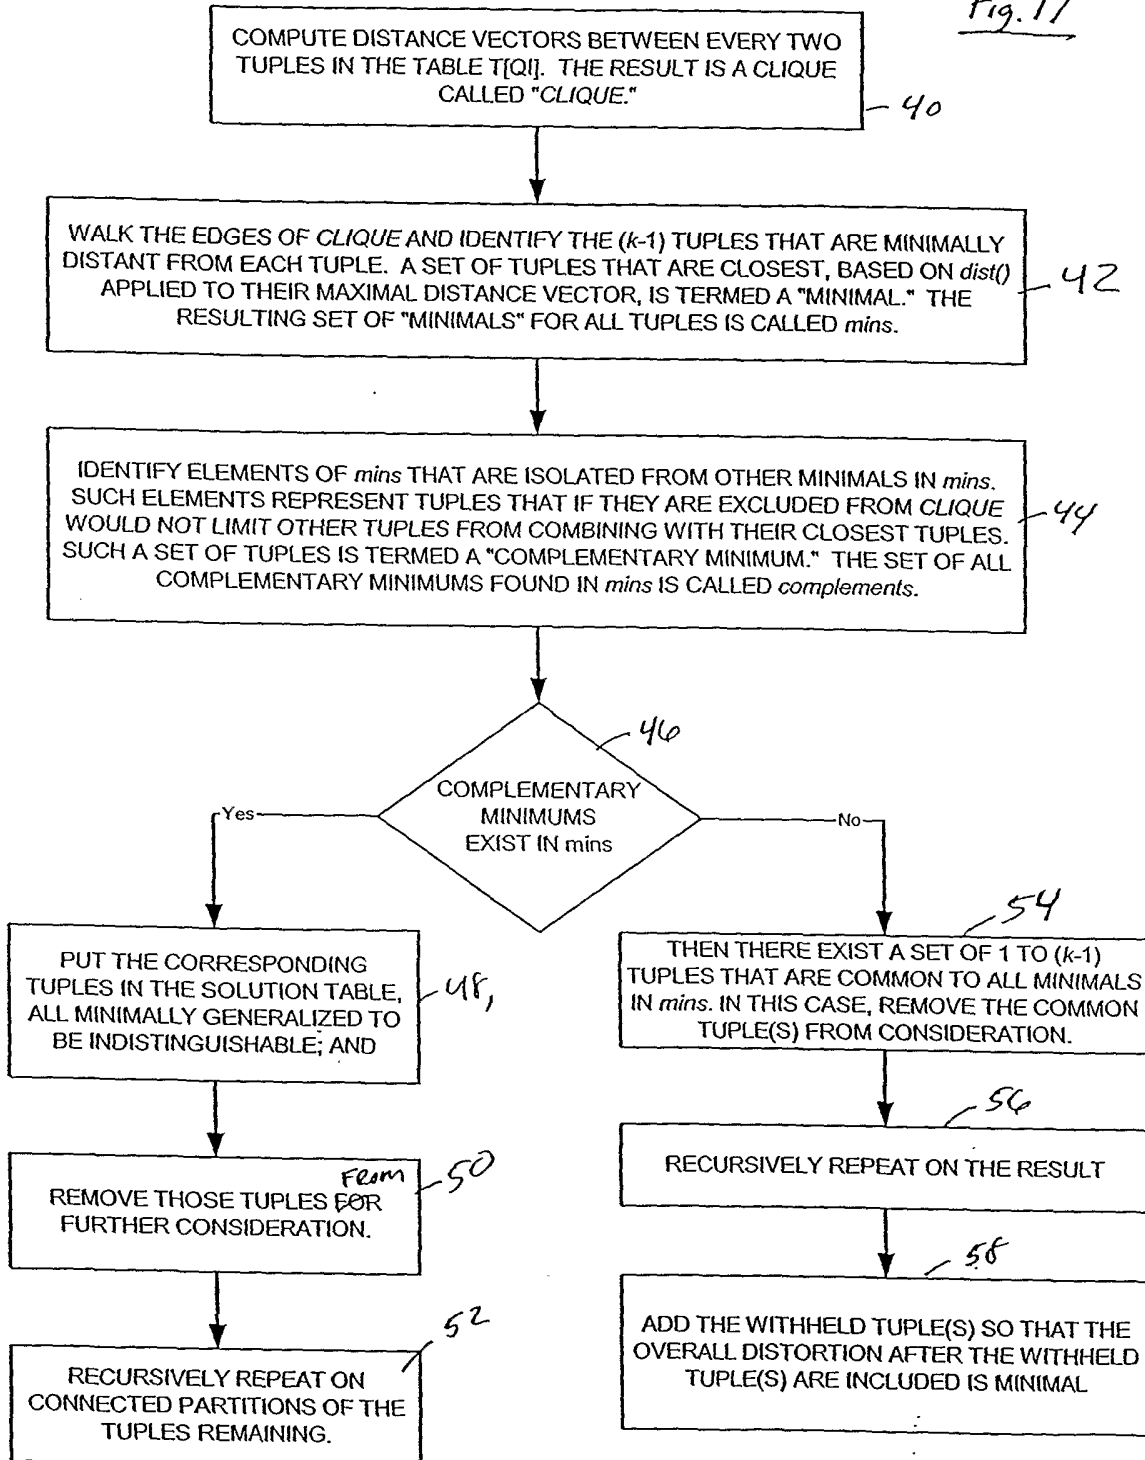 Fig. 17
COMPUTE DISTANCE VECTORS BETWEEN EVERY TWO
TUPLES IN THE TABLE T[QI]. THE RESULT IS A CLIQUE
CALLED "CLIQUE."
40
WALK THE EDGES OF CLIQUE AND IDENTIFY THE (k-1) TUPLES THAT ARE MINIMALLY
DISTANT FROM EACH TUPLE. A SET OF TUPLES THAT ARE CLOSEST, BASED ON dist()
APPLIED TO THEIR MAXIMAL DISTANCE VECTOR, IS TERMED A "MINIMAL." THE
RESULTING SET OF "MINIMALS" FOR ALL TUPLES IS CALLED mins.
42
IDENTIFY ELEMENTS OF mins THAT ARE ISOLATED FROM OTHER MINIMALS IN mins.
SUCH ELEMENTS REPRESENT TUPLES THAT IF THEY ARE EXCLUDED FROM CLIQUE
WOULD NOT LIMIT OTHER TUPLES FROM COMBINING WITH THEIR CLOSEST TUPLES.
SUCH A SET OF TUPLES IS TERMED A "COMPLEMENTARY MINIMUM." THE SET OF ALL
COMPLEMENTARY MINIMUMS FOUND IN mins IS CALLED complements.
44
46
COMPLEMENTARY
MINIMUMS
EXIST IN mins
Yes
No
PUT THE CORRESPONDING
TUPLES IN THE SOLUTION TABLE,
ALL MINIMALLY GENERALIZED TO
BE INDISTINGUISHABLE; AND
48,
FROM
REMOVE THOSE TUPLES FOR
FURTHER CONSIDERATION.
50
52
RECURSIVELY REPEAT ON
CONNECTED PARTITIONS OF THE
TUPLES REMAINING.
54
THEN THERE EXIST A SET OF 1 TO (k-1)
TUPLES THAT ARE COMMON TO ALL MINIMALS
IN mins. IN THIS CASE, REMOVE THE COMMON
TUPLE(S) FROM CONSIDERATION.
56
RECURSIVELY REPEAT ON THE RESULT
58
ADD THE WITHHELD TUPLE(S) SO THAT THE
OVERALL DISTORTION AFTER THE WITHHELD
TUPLE(S) ARE INCLUDED IS MINIMAL